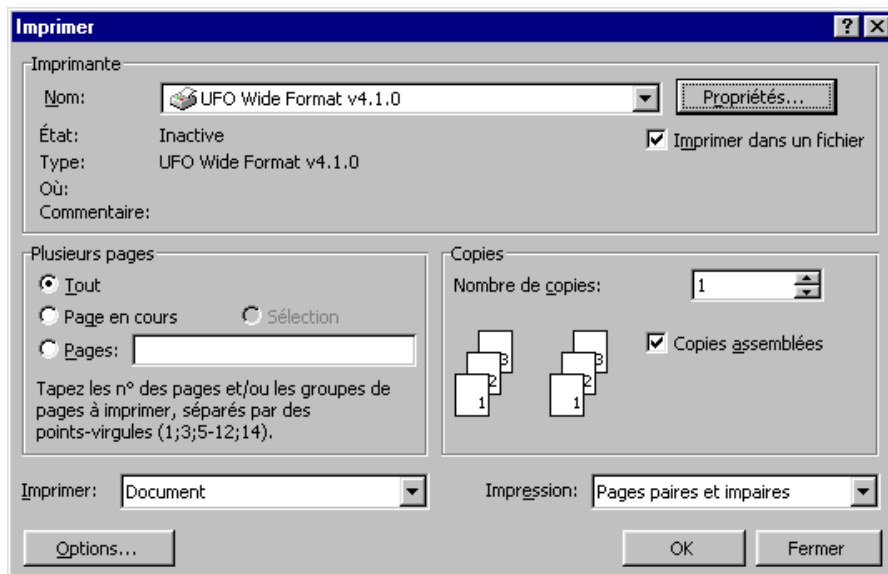 Imprimer
Imprimante
Nom:
UFO Wide Format v4.1.0
Propriétés...
État:
Inactive
Imprimer dans un fichier
Type:
UFO Wide Format v4.1.0
Où:
Commentaire:
Plusieurs pages
Tout
Page en cours
Sélection
Pages:
Tapez les n° des pages et/ou les groupes de
pages à imprimer, séparés par des
points-virgules (1;3;5-12;14).
Copies
Nombre de copies:
1
Copies assemblées
3
2
1
3
2
1
Imprimer:
Document
Impression:
Pages paires et impaires
Options...
OK
Fermer